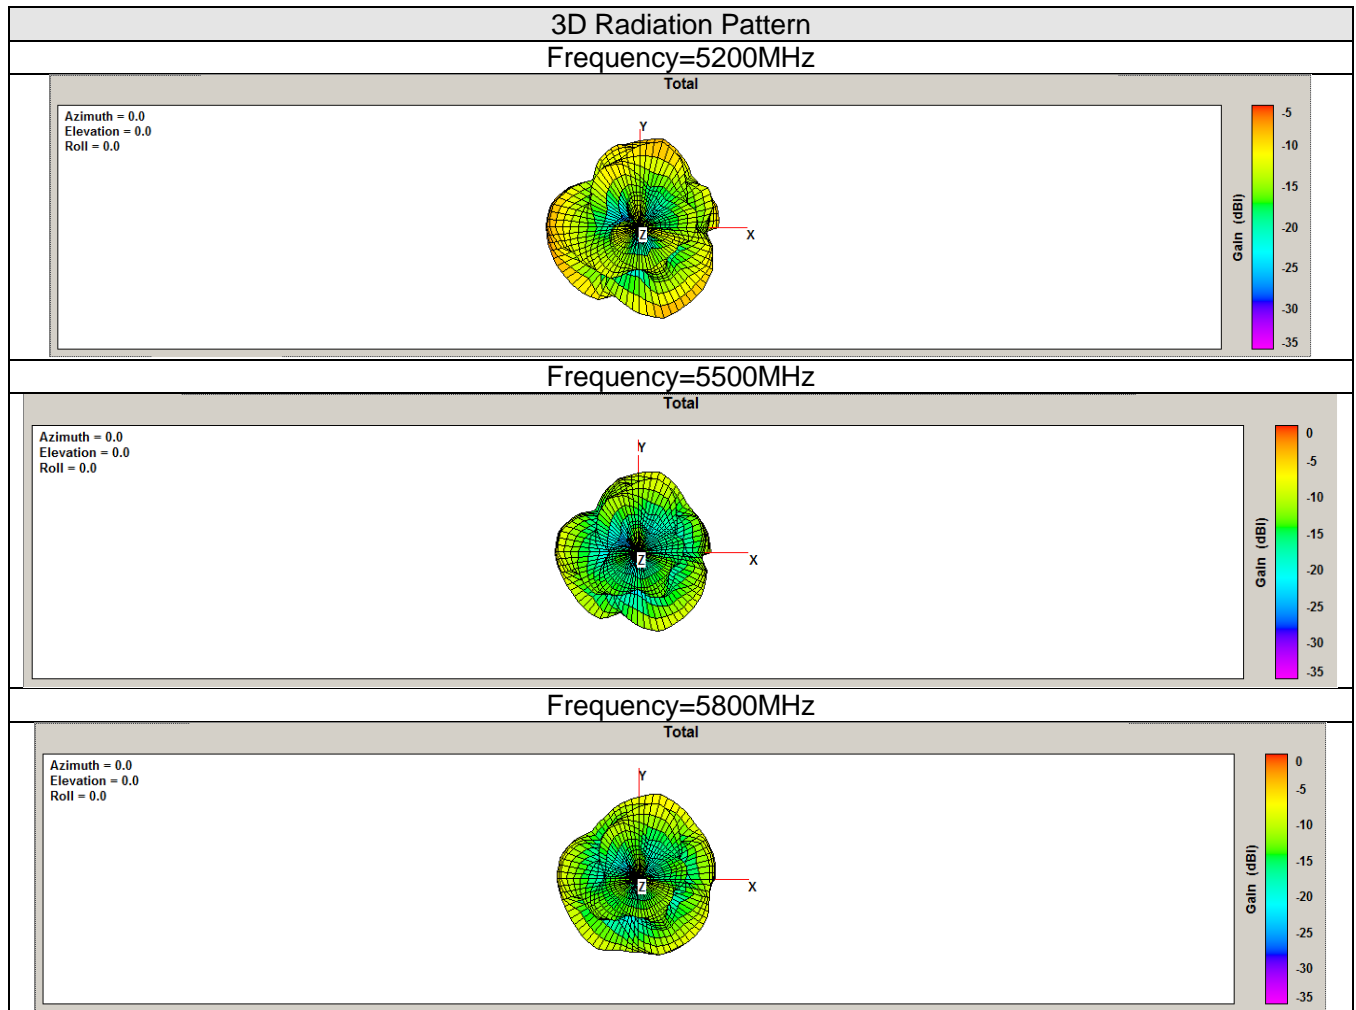 3D Radiation Pattern
Frequency=5200MHz
Total
Azimuth = 0.0
Elevation = 0.0
Roll = 0.0
Y
Z
X
Gain (dBi)
-5
-10
-15
-20
-25
-30
-35
Frequency=5500MHz
Total
Azimuth = 0.0
Elevation = 0.0
Roll = 0.0
Y
Z
X
Gain (dBi)
0
-5
-10
-15
-20
-25
-30
-35
Frequency=5800MHz
Total
Azimuth = 0.0
Elevation = 0.0
Roll = 0.0
Y
Z
X
Gain (dBi)
0
-5
-10
-15
-20
-25
-30
-35